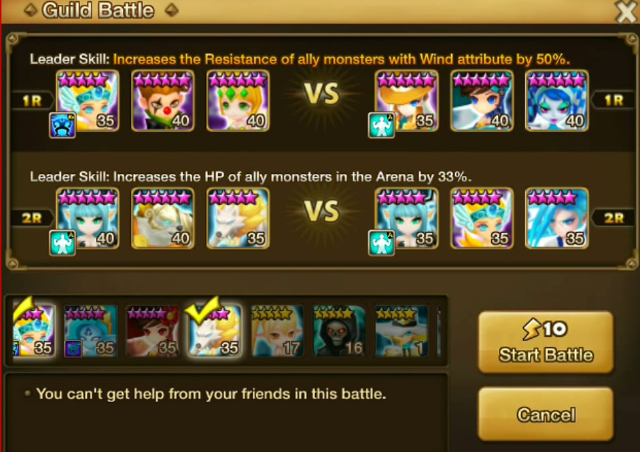 Guild Battle
Leader Skill: Increases the Resistance of ally monsters with Wind attribute by 50%.
1R 35 40 40 VS 35 40 40 1R
Leader Skill: Increases the HP of ally monsters in the Arena by 33%.
2R 40 40 35 VS 35 35 35 2R
35 35 35 35 17 16 1
10
Start Battle
You can't get help from your friends in this battle.
Cancel